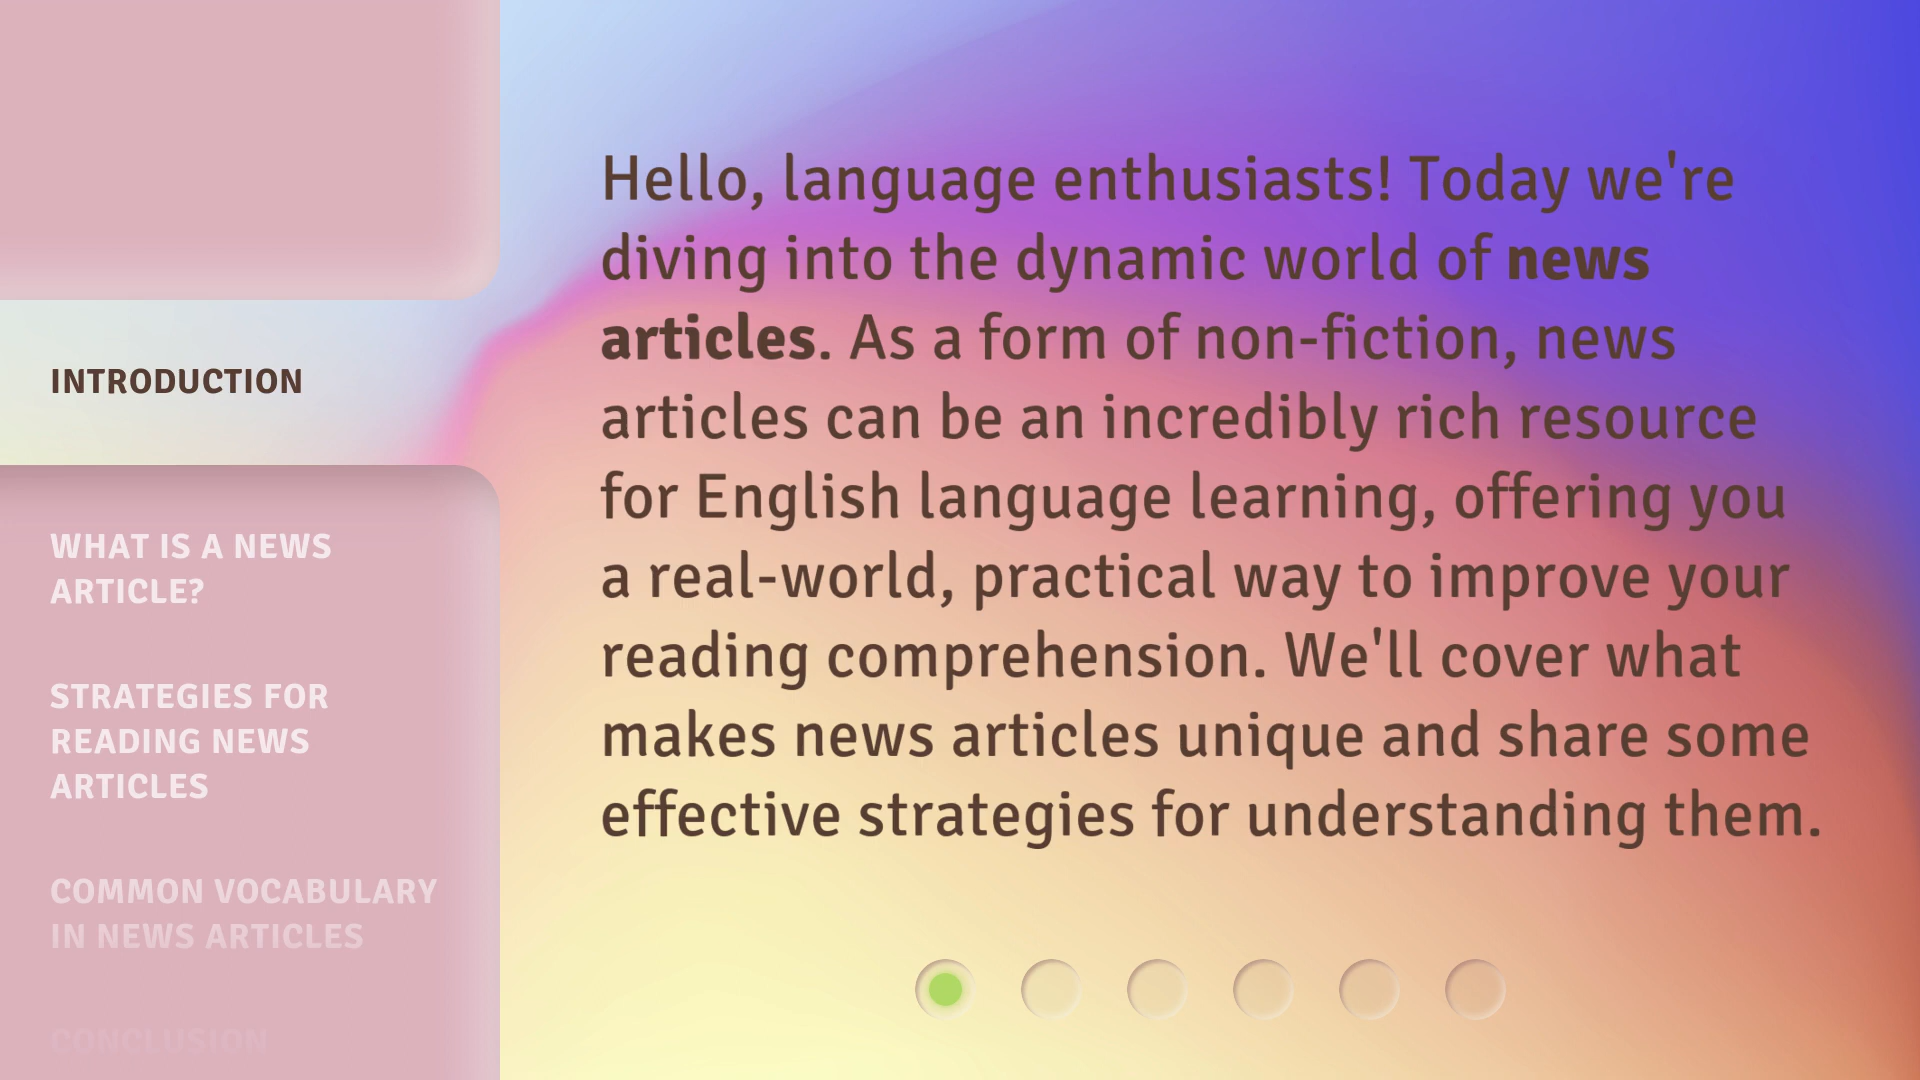 INTRODUCTION
WHAT IS A NEWS
ARTICLE?
STRATEGIES FOR
READING NEWS
ARTICLES
COMMON VOCABULARY
IN NEWS ARTICLES
CONCLUSION
Hello, language enthusiasts! Today we're
diving into the dynamic world of news
articles. As a form of non-fiction, news
articles can be an incredibly rich resource
for English language learning, offering you
a real-world, practical way to improve your
reading comprehension. We'll cover what
makes news articles unique and share some
effective strategies for understanding them.